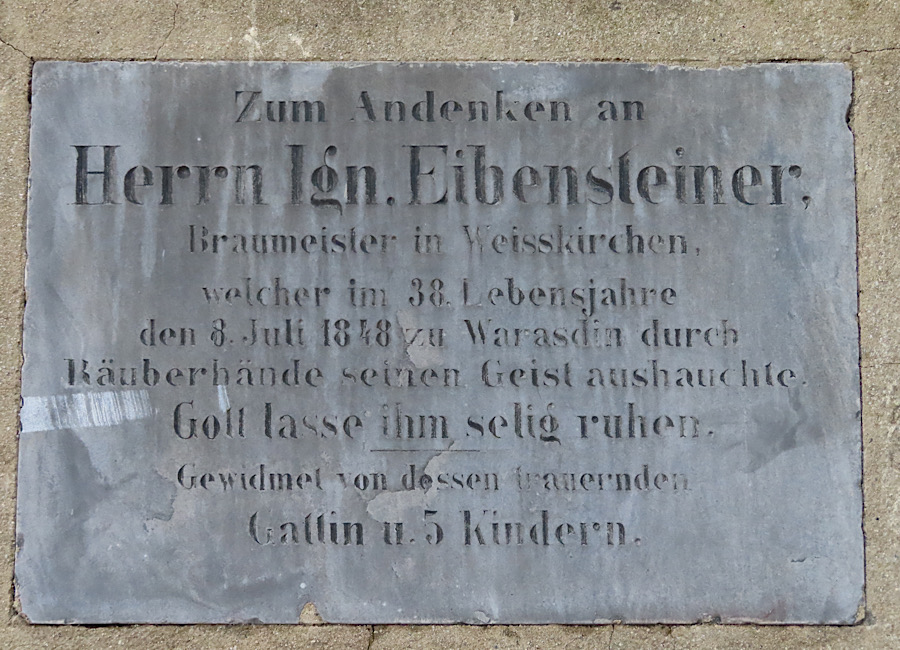 Zum Andenken an
Herrn Ign. Eibensteiner,
Braumeister in Weisskirchen,
welcher im 38. Lebensjahre
den 8. Juli 1848 zu Warasdin durch
Räuberhände seinen Geist aushauchte.
Gott lasse ihm selig ruhen.
Gewidmet von dessen trauernden
Gattin u. 5 Kindern.